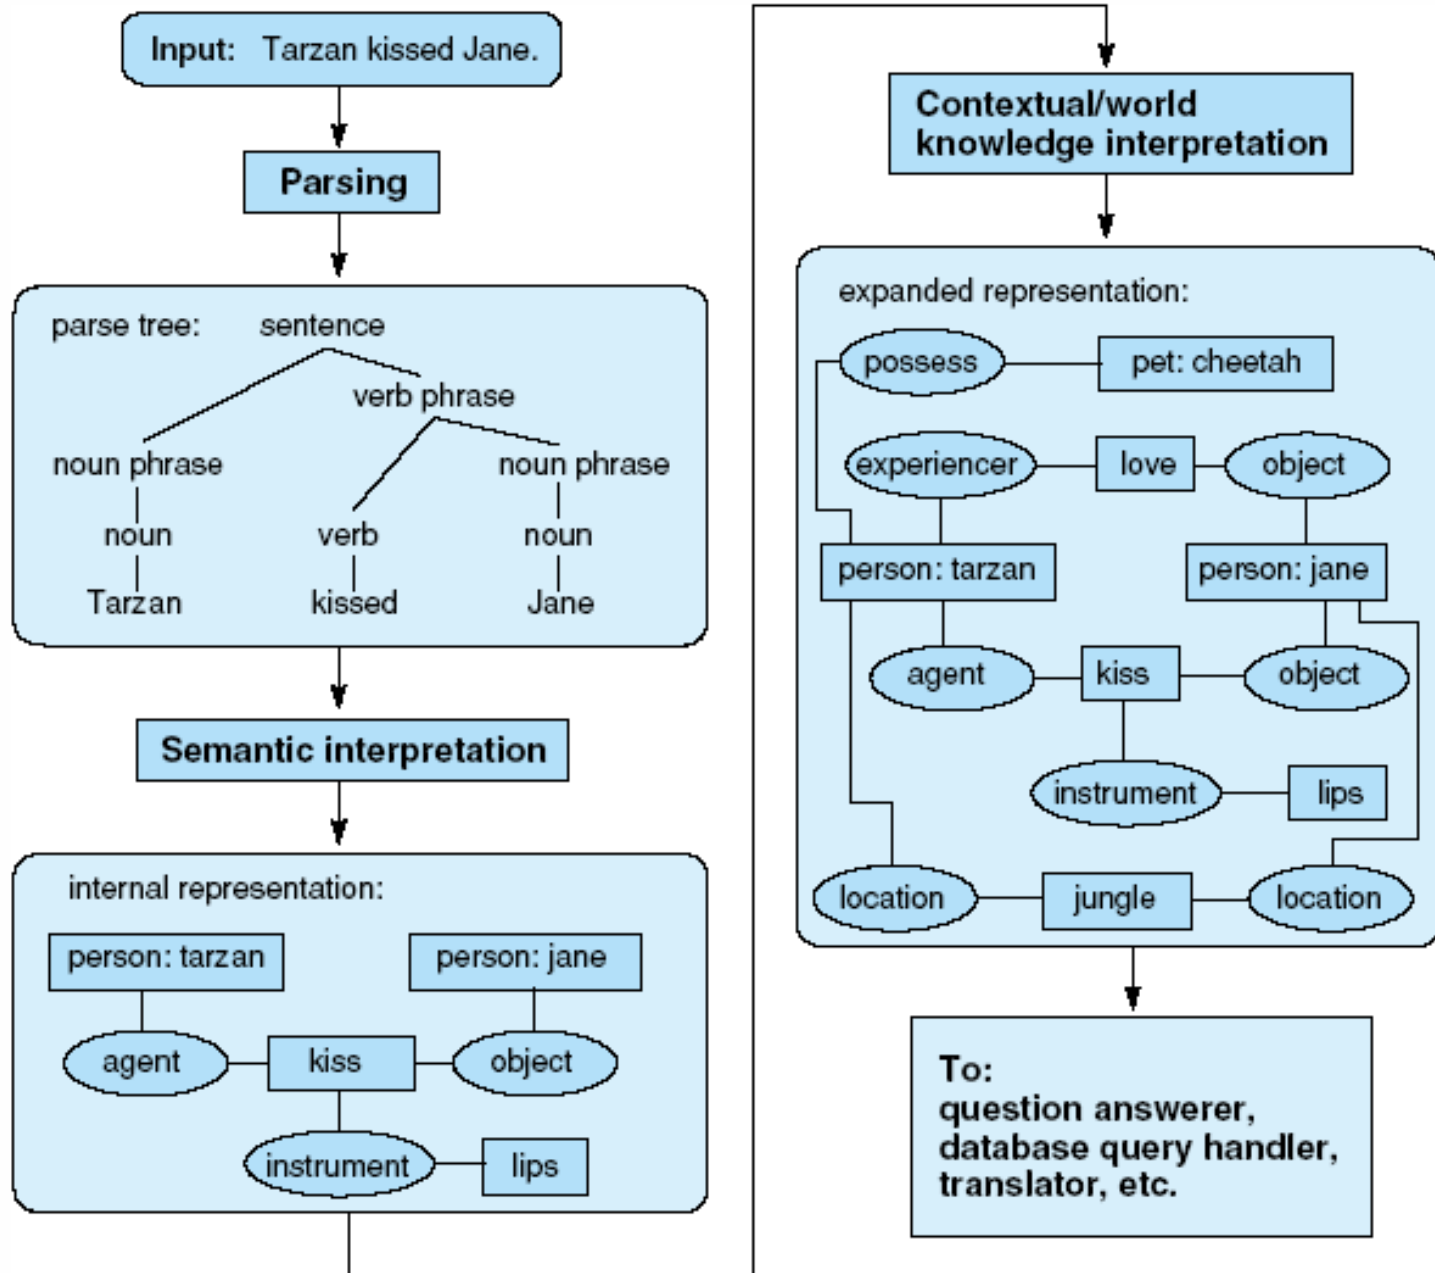 Input: Tarzan kissed Jane.
Parsing
parse tree: sentence
verb phrase
noun phrase noun phrase
noun verb noun
Tarzan kissed Jane
Semantic interpretation
internal representation:
person: tarzan person: jane
agent kiss object
instrument lips
Contextual/world
knowledge interpretation
expanded representation:
possess pet: cheetah
experiencer love object
person: tarzan person: jane
agent kiss object
instrument lips
location jungle location
To:
question answerer,
database query handler,
translator, etc.